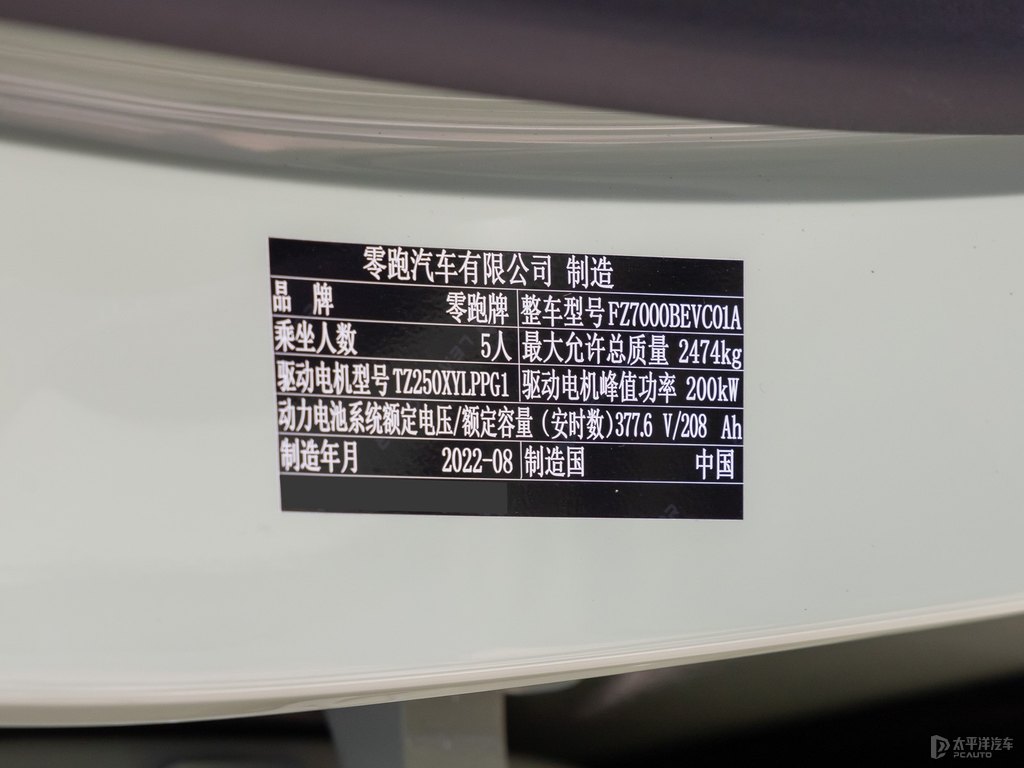 零跑汽车有限公司 制造
品 牌 零跑牌 整车型号 FZ7000BEVC01A
乘坐人数 5人 最大允许总质量 2474kg
驱动电机型号 TZ250XYLPPG1 驱动电机峰值功率 200kW
动力电池系统额定电压/额定容量(安时数)377.6 V/208 Ah
制造年月 2022-08 制造国 中国
太平洋汽车
PCAUTO